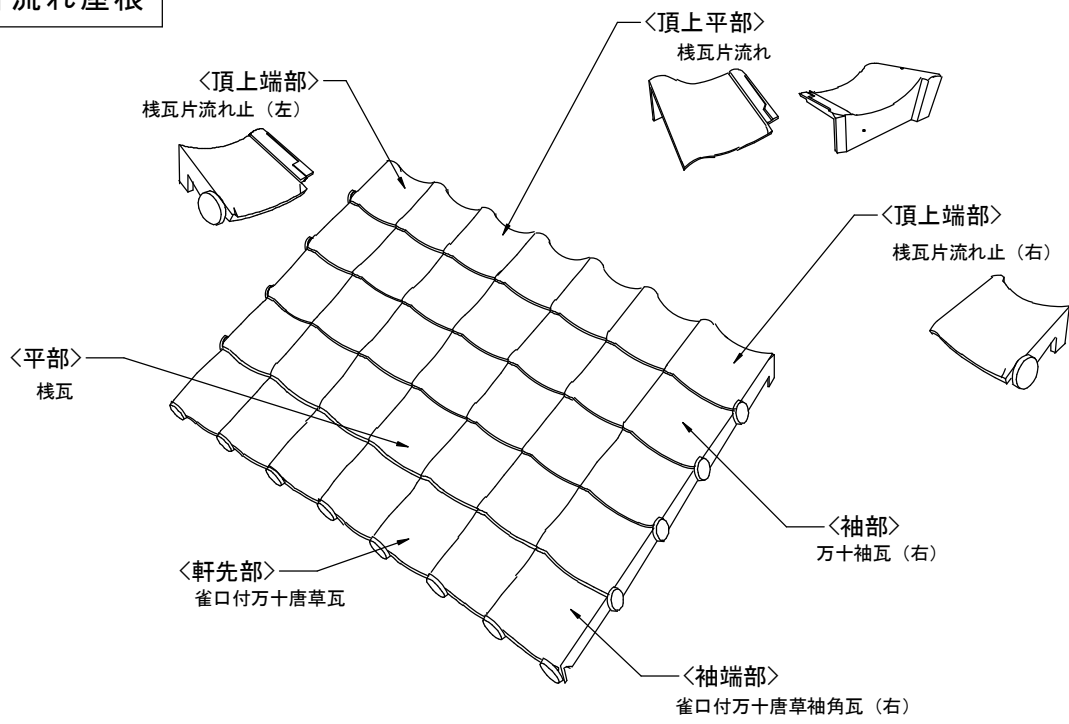 流れ屋根
<頂上平部>
桟瓦片流れ
<頂上端部>
桟瓦片流れ止（左）
<頂上端部>
桟瓦片流れ止（右）
<平部>
桟瓦
<袖部>
万十袖瓦（右）
<軒先部>
雀口付万十唐草瓦
<袖端部>
雀口付万十唐草袖角瓦（右）